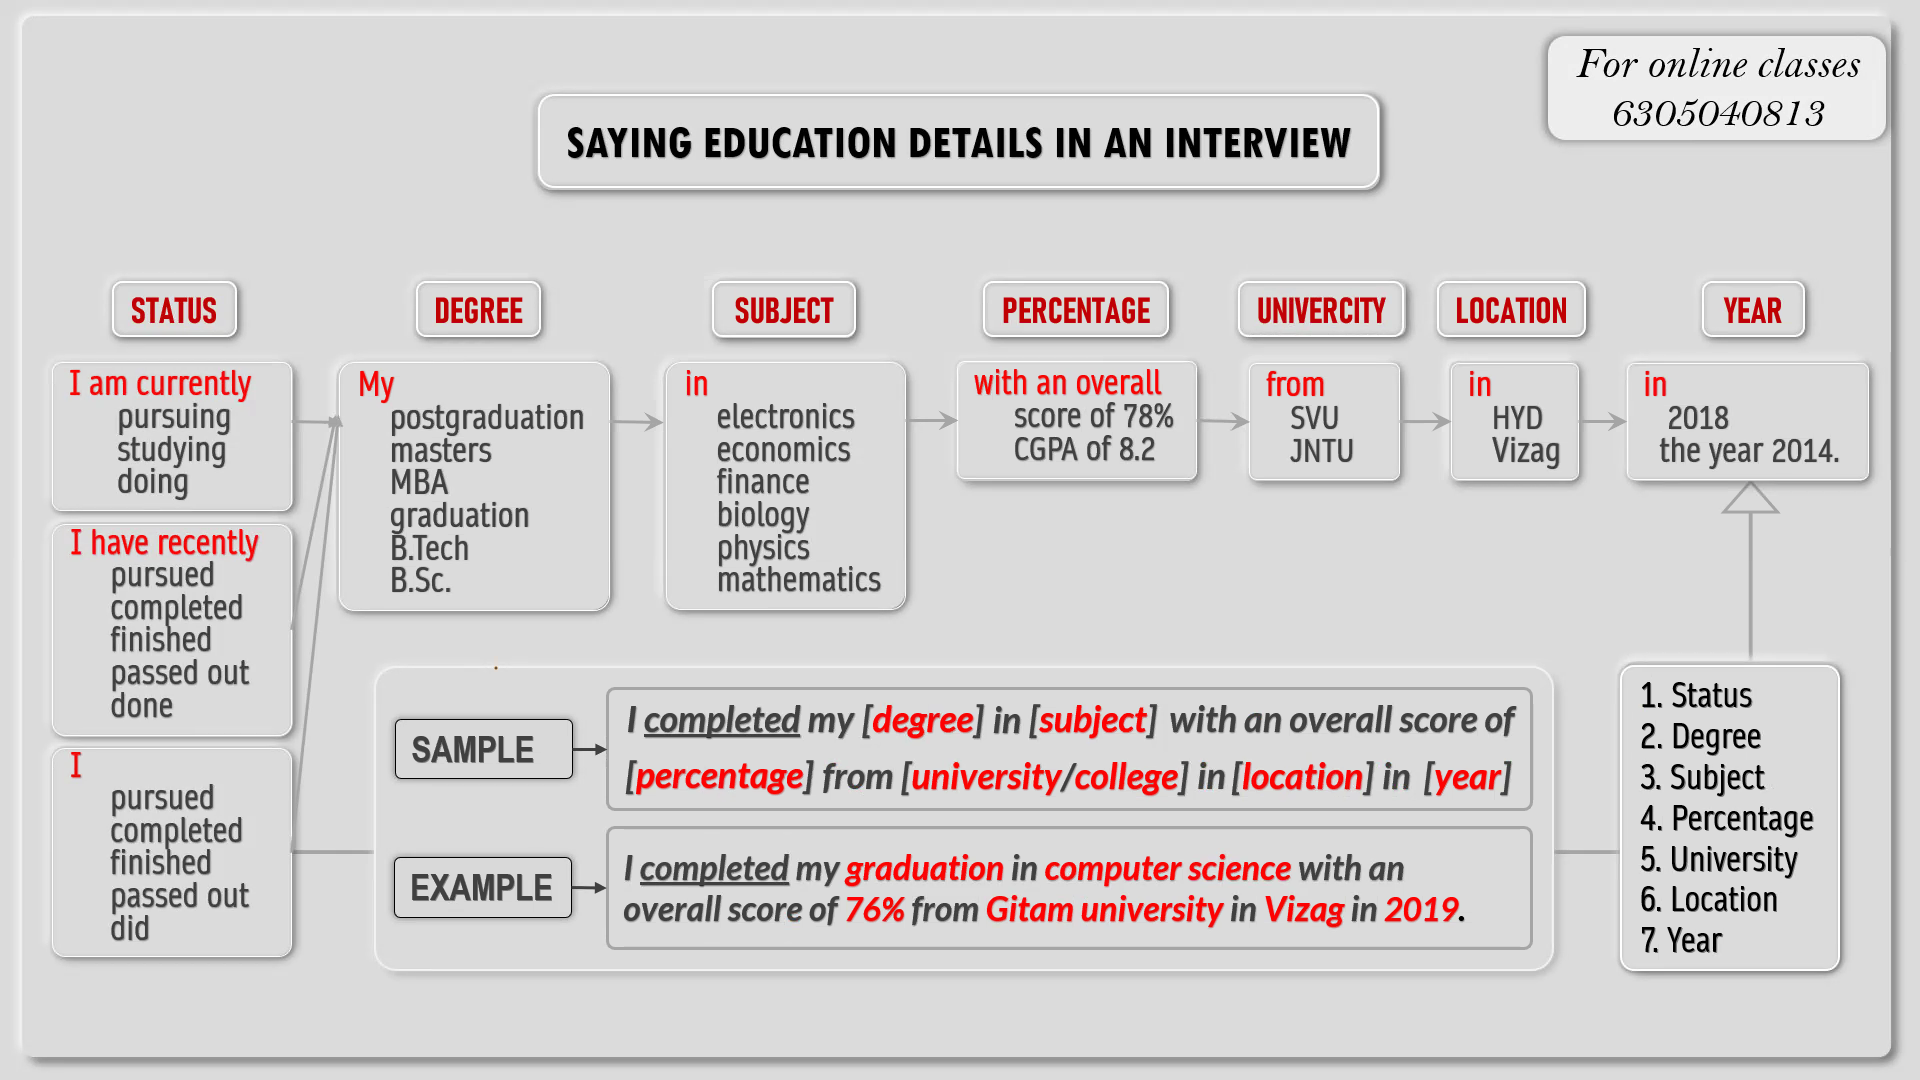 For online classes
6305040813
SAYING EDUCATION DETAILS IN AN INTERVIEW
STATUS
I am currently
pursuing
studying
doing
I have recently
pursued
completed
finished
passed out
done
I
pursued
completed
finished
passed out
did
DEGREE
My
postgraduation
masters
MBA
graduation
B.Tech
B.Sc.
SUBJECT
in
electronics
economics
finance
biology
physics
mathematics
PERCENTAGE
with an overall
score of 78%
CGPA of 8.2
UNIVERCITY
from
SVU
JNTU
LOCATION
in
HYD
Vizag
YEAR
in
2018
the year 2014.
SAMPLE
I completed my [degree] in [subject] with an overall score of
[percentage] from [university/college] in [location] in [year]
EXAMPLE
I completed my graduation in computer science with an
overall score of 76% from Gitam university in Vizag in 2019.
1. Status
2. Degree
3. Subject
4. Percentage
5. University
6. Location
7. Year